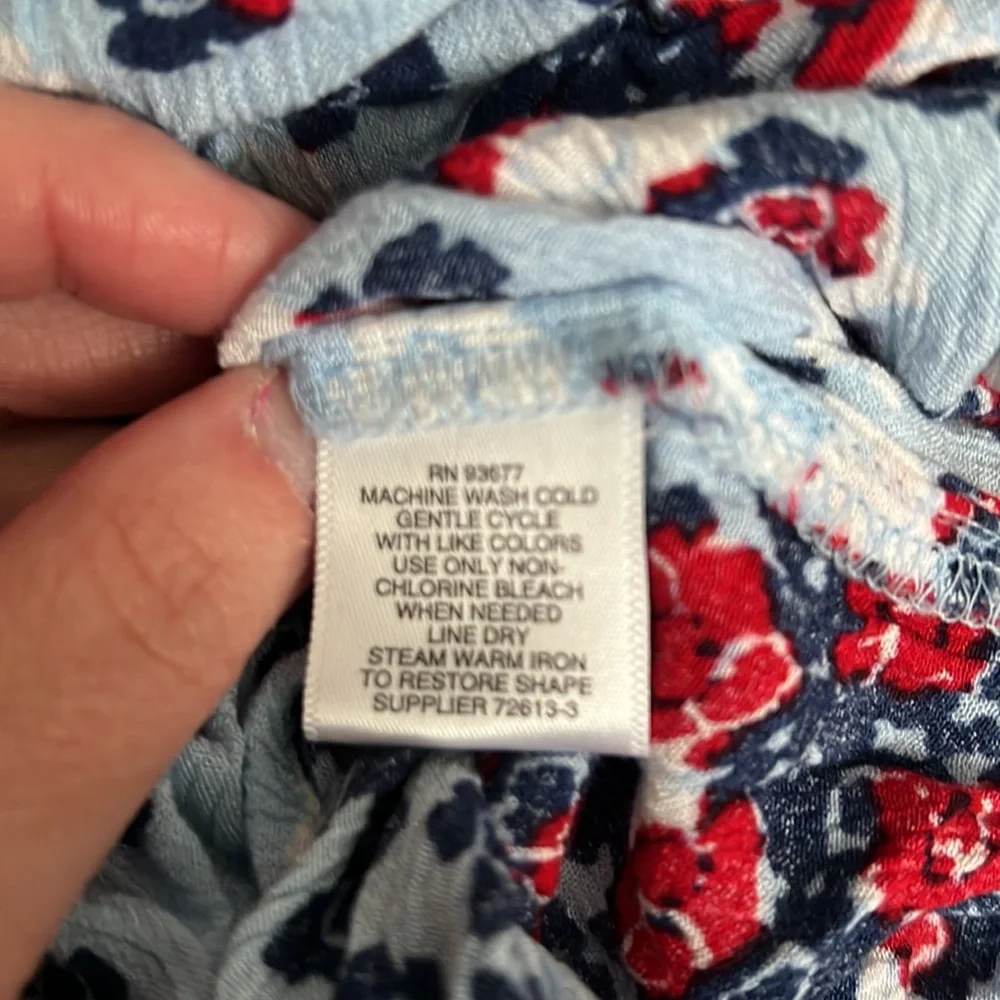 RN 93677
MACHINE WASH COLD
GENTLE CYCLE
WITH LIKE COLORS
USE ONLY NON-
CHLORINE BLEACH
WHEN NEEDED
LINE DRY
STEAM WARM IRON
TO RESTORE SHAPE
SUPPLIER 72613-3